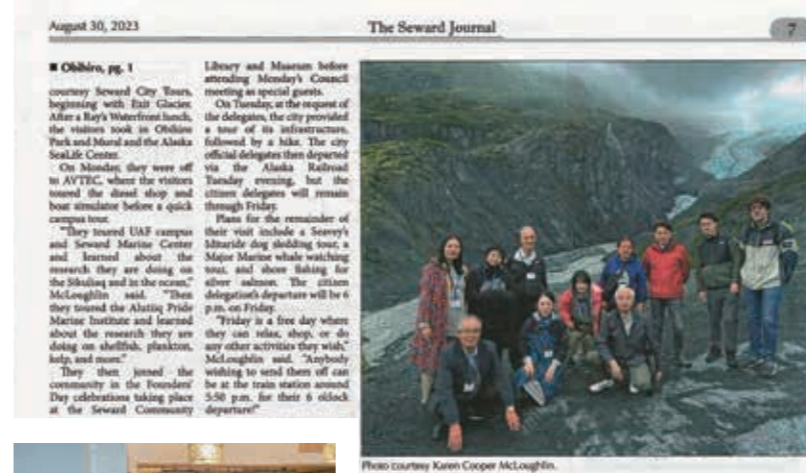 August 30, 2023
The Seward Journal
7
■ Obihiro, pg. 1
courtesy Seward City Tours,
beginning with Exit Glacier.
After a Ray's Waterfront lunch,
the visitors took in Obihiro
Park and Mural and the Alaska
SeaLife Center.
On Monday, they were off
to AVTEC, where the visitors
toured the diesel shop and
boat simulator before a quick
campus tour.
"They toured UAF campus
and Seward Marine Center
and learned about the
research they are doing on
the Sikuliaq and in the ocean,"
McLoughlin said. "Then
they toured the Alutiiq Pride
Marine Institute and learned
about the research they are
doing on shellfish, plankton,
kelp, and more."
They then joined the
community in the Founders'
Day celebrations taking place
at the Seward Community
Library and Museum before
attending Monday's Council
meeting as special guests.
On Tuesday, at the request of
the delegates, the city provided
a tour of its infrastructure,
followed by a hike. The city
official delegates then departed
via the Alaska Railroad
Tuesday evening, but the
citizen delegates will remain
through Friday.
Plans for the remainder of
their visit include a Seavey's
Iditaride dog sledding tour, a
Major Marine whale watching
tour, and shore fishing for
silver salmon. The citizen
delegation's departure will be 6
p.m. on Friday.
"Friday is a free day where
they can relax, shop, or do
any other activities they wish,"
McLoughlin said. "Anybody
wishing to send them off can
be at the train station around
5:50 p.m. for their 6 o'clock
departure!"
Photo courtesy Karen Cooper McLoughlin.